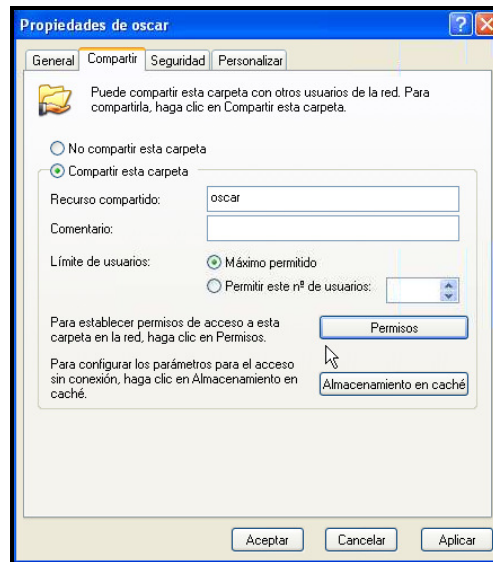 Propiedades de oscar
General Compartir Seguridad Personalizar
Puede compartir esta carpeta con otros usuarios de la red. Para
compartirla, haga clic en Compartir esta carpeta.
No compartir esta carpeta
Compartir esta carpeta
Recurso compartido: oscar
Comentario:
Límite de usuarios: Máximo permitido
Permitir este nº de usuarios:
Para establecer permisos de acceso a esta
carpeta en la red, haga clic en Permisos.
Permisos
Para configurar los parámetros para el acceso
sin conexión, haga clic en Almacenamiento en
caché.
Almacenamiento en caché
Aceptar Cancelar Aplicar